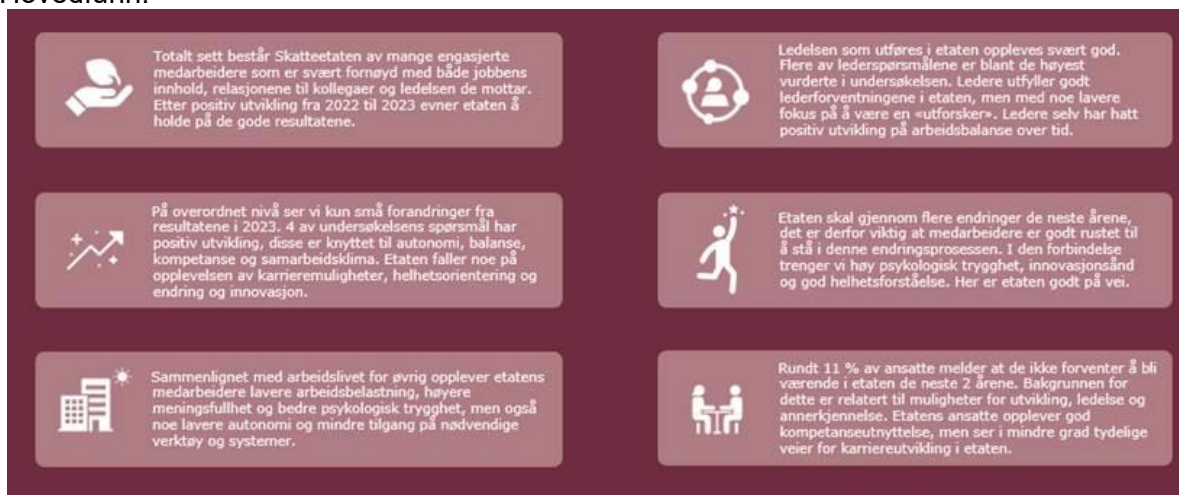 Totalt sett består Skatteetaten av mange engasjerte
medarbeidere som er svært fornøyd med både jobbens
innhold, relasjonene til kollegaer og ledelsen de mottar.
Etter positiv utvikling fra 2022 til 2023 evner etaten å
holde på de gode resultatene.
Ledelsen som utføres i etaten oppleves svært god.
Flere av lederspørsmålene er blant de høyest
vurderte i undersøkelsen. Ledere utfyller godt
lederforventningene i etaten, men med noe lavere
fokus på å være en «utforsker». Ledere selv har hatt
positiv utvikling på arbeidsbalanse over tid.
På overordnet nivå ser vi kun små forandringer fra
resultatene i 2023. 4 av undersøkelsens spørsmål har
positiv utvikling, disse er knyttet til autonomi, balanse,
kompetanse og samarbeidsklima. Etaten faller noe på
opplevelsen av karrieremuligheter, helhetsorientering og
endring og innovasjon.
Etaten skal gjennom flere endringer de neste årene,
det er derfor viktig at medarbeidere er godt rustet til
å stå i denne endringsprosessen. I den forbindelse
trenger vi høy psykologisk trygghet, innovasjonsånd
og god helhetsforståelse. Her er etaten godt på vei.
Sammenlignet med arbeidslivet for øvrig opplever etatens
medarbeidere lavere arbeidsbelastning, høyere
meningsfullhet og bedre psykologisk trygghet, men også
noe lavere autonomi og mindre tilgang på nødvendige
verktøy og systemer.
Rundt 11 % av ansatte melder at de ikke forventer å bli
værende i etaten de neste 2 årene. Bakgrunnen for
dette er relatert til muligheter for utvikling, ledelse og
annerkjennelse. Etatens ansatte opplever god
kompetanseutnyttelse, men ser i mindre grad tydelige
veier for karriereutvikling i etaten.